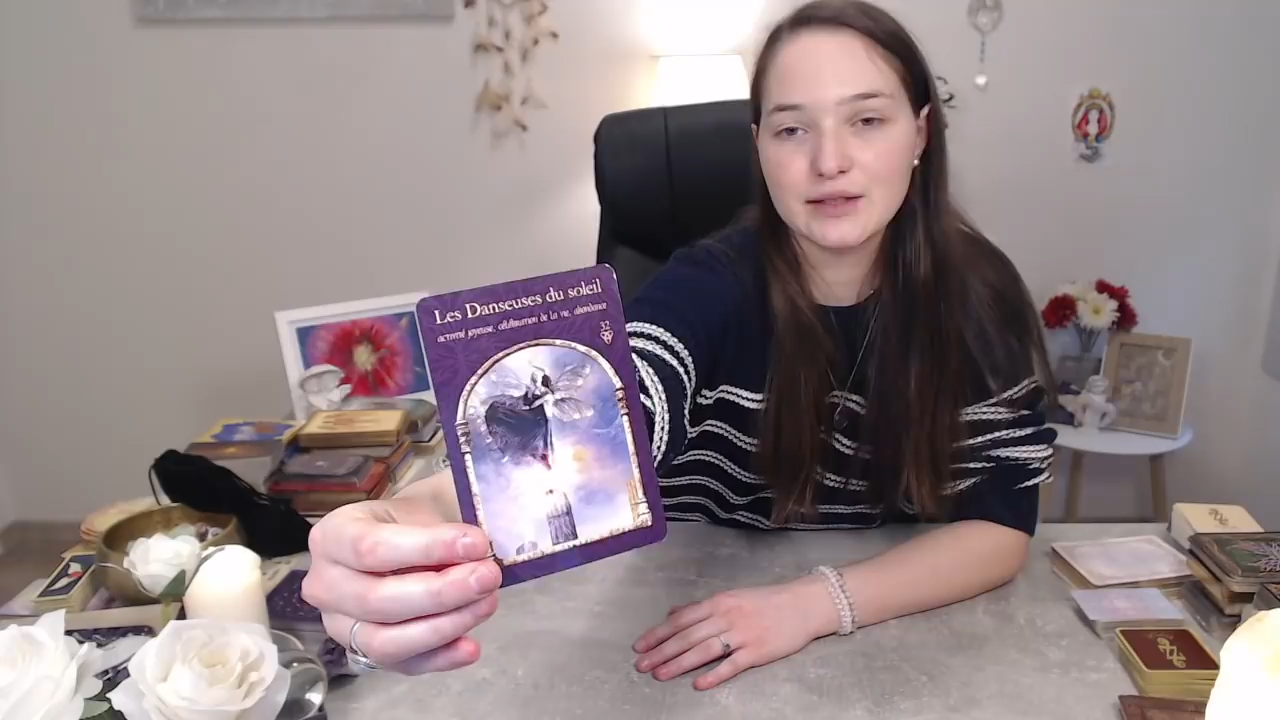 Les Danseuses du soleil
activité joyeuse, célébration de la vie, abondance
32